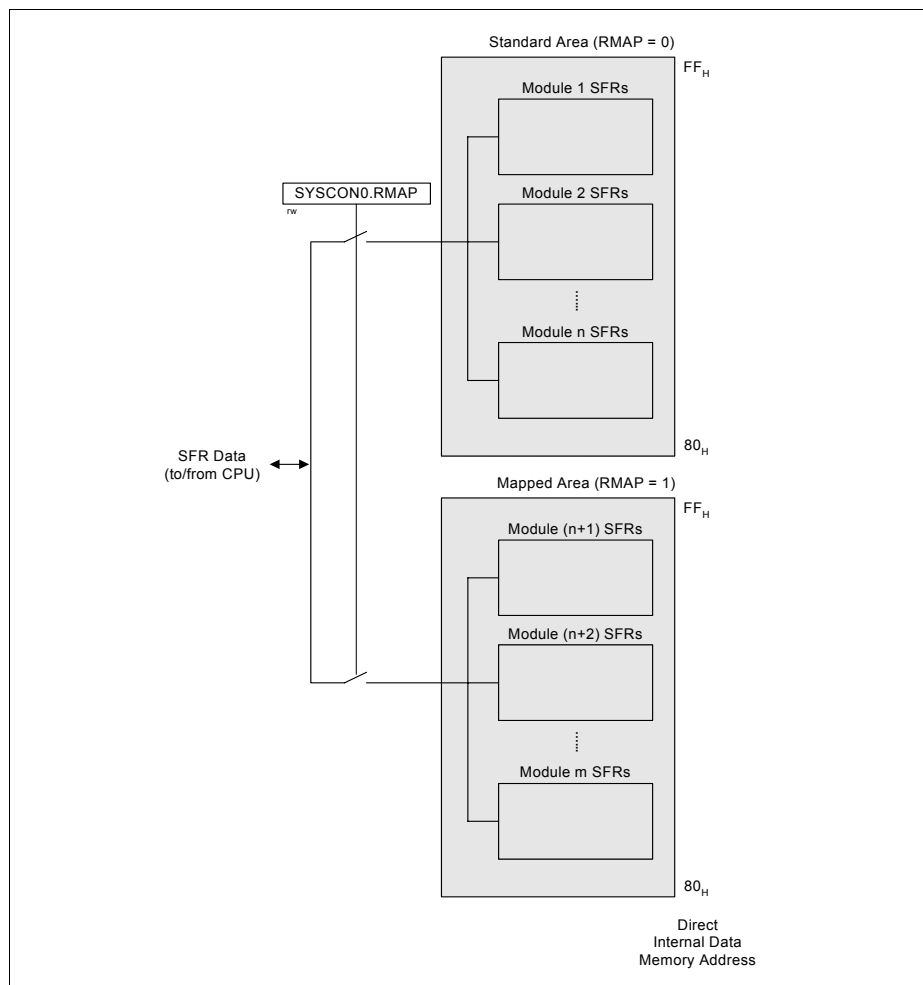 Standard Area (RMAP = 0)
FFH
Module 1 SFRs
SYSCON0.RMAP
rw
Module 2 SFRs
Module n SFRs
80H
SFR Data
(to/from CPU)
Mapped Area (RMAP = 1)
FFH
Module (n+1) SFRs
Module (n+2) SFRs
Module m SFRs
80H
Direct
Internal Data
Memory Address